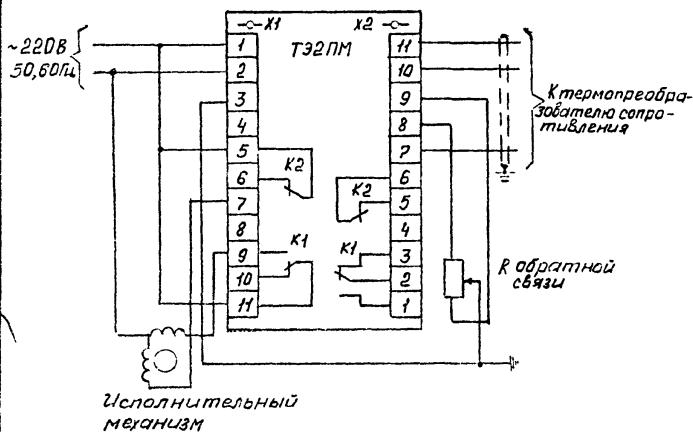 X1 X2
ТЭ2ПМ
~220В
50,60Гц
1
2
3
4
5
6
7
8
9
10
11
11
10
9
8
7
6
5
4
3
2
1
К2
К2
К1
К1
К термопреобра-
зователю сопро-
тивления
R обратной
связи
Исполнительный
механизм